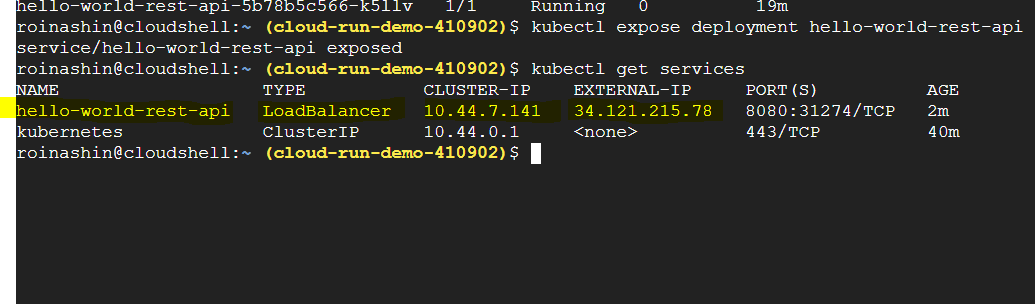 hello-world-rest-api-5b78b5c566-k5llv 1/1 Running 0 19m
roinashin@cloudshell:~ (cloud-run-demo-410902)$ kubectl expose deployment hello-world-rest-api
service/hello-world-rest-api exposed
roinashin@cloudshell:~ (cloud-run-demo-410902)$ kubectl get services
NAME TYPE CLUSTER-IP EXTERNAL-IP PORT(S) AGE
hello-world-rest-api LoadBalancer 10.44.7.141 34.121.215.78 8080:31274/TCP 2m
kubernetes ClusterIP 10.44.0.1 <none> 443/TCP 40m
roinashin@cloudshell:~ (cloud-run-demo-410902)$